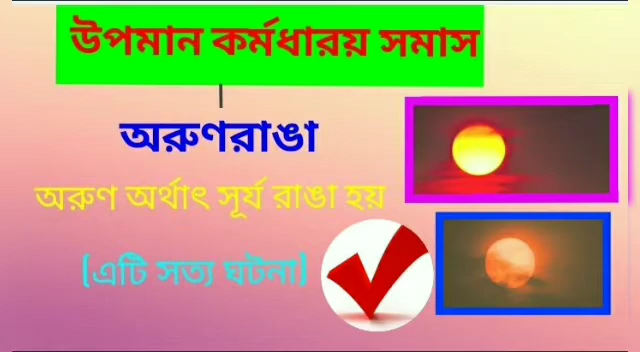 উপমান কর্মধারয় সমাস
অরুণরাঙা
অরুণ অর্থাৎ সূর্য রাঙা হয়
(এটি সত্য ঘটনা)